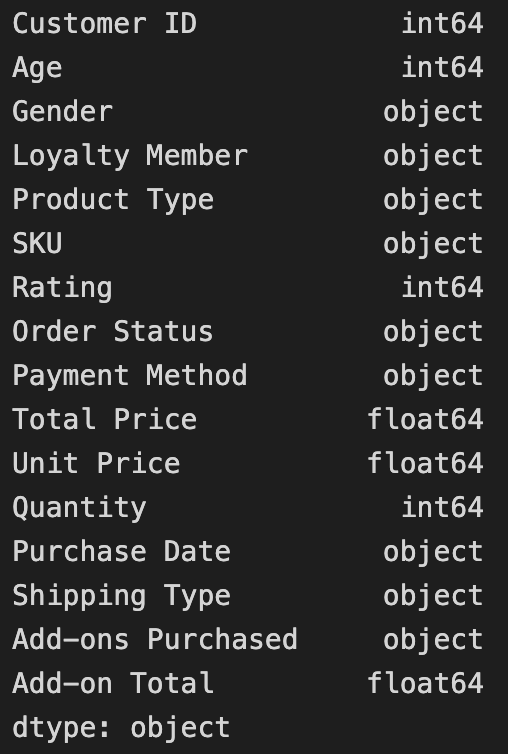 Customer ID int64
Age int64
Gender object
Loyalty Member object
Product Type object
SKU object
Rating int64
Order Status object
Payment Method object
Total Price float64
Unit Price float64
Quantity int64
Purchase Date object
Shipping Type object
Add-ons Purchased object
Add-on Total float64
dtype: object